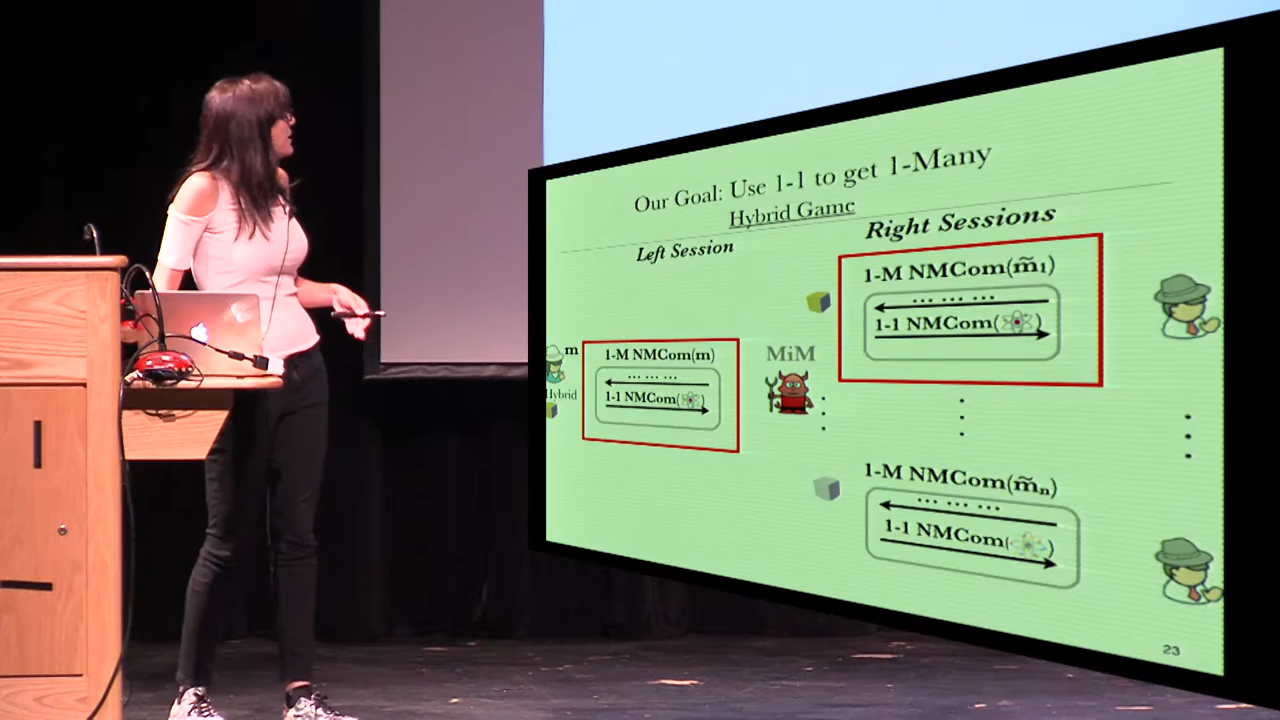 Our Goal: Use 1-1 to get 1-Many
Hybrid Game
Left Session
Right Sessions
m
Hybrid
1-M NMCom(m)
... ... ...
1-1 NMCom( )
MiM
1-M NMCom(m̃₁)
... ... ...
1-1 NMCom( )
1-M NMCom(m̃ₙ)
... ... ...
1-1 NMCom( )
23